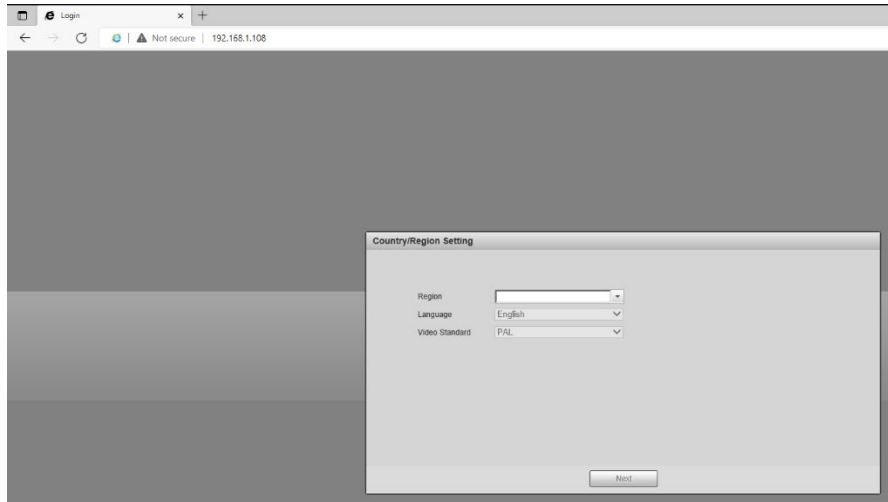 Login
Not secure | 192.168.1.108
Country/Region Setting
Region
Language English
Video Standard PAL
Next